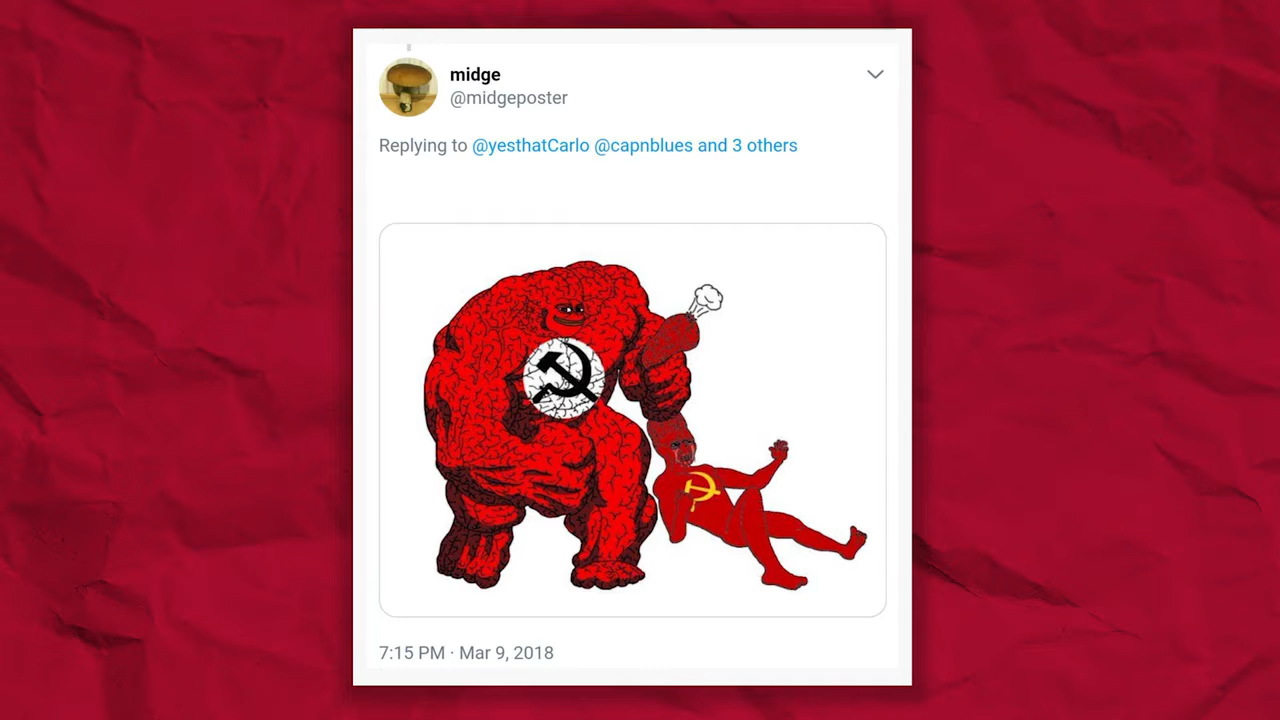 midge
@midgeposter
Replying to @yesthatCarlo @capnblues and 3 others
7:15 PM · Mar 9, 2018